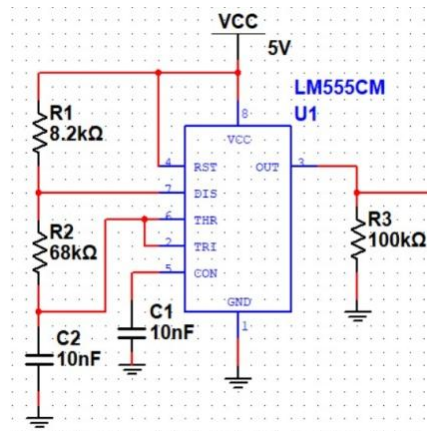 VCC
5V
LM555CM
U1
R1
8.2kΩ
8
VCC
4
RST
OUT
3
7
DIS
R2
68kΩ
6
THR
R3
100kΩ
2
TRI
5
CON
C1
10nF
GND
1
C2
10nF